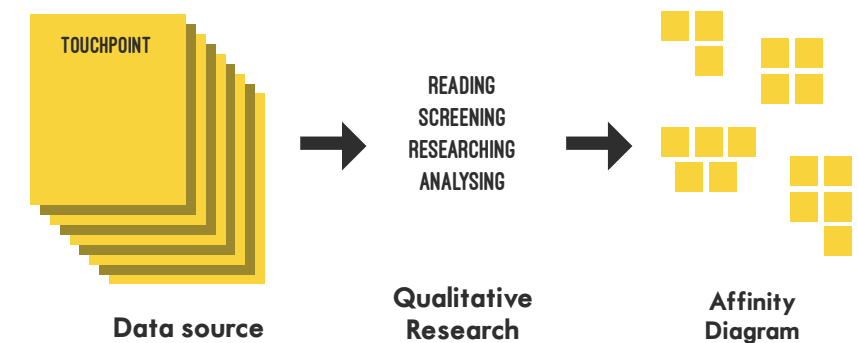 TOUCHPOINT
READING
SCREENING
RESEARCHING
ANALYSING
Data source
Qualitative
Research
Affinity
Diagram